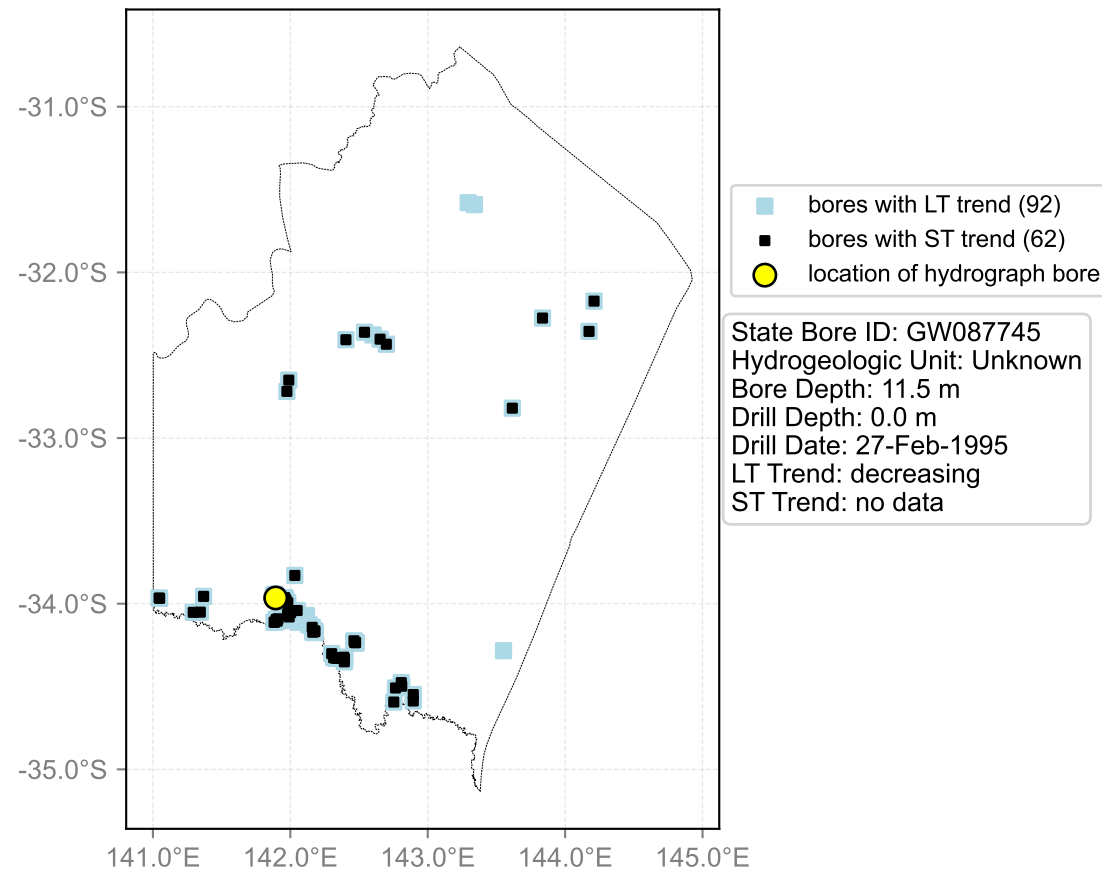 -31.0°S
-32.0°S
-33.0°S
-34.0°S
-35.0°S
141.0°E 142.0°E 143.0°E 144.0°E 145.0°E
bores with LT trend (92)
bores with ST trend (62)
location of hydrograph bore
State Bore ID: GW087745
Hydrogeologic Unit: Unknown
Bore Depth: 11.5 m
Drill Depth: 0.0 m
Drill Date: 27-Feb-1995
LT Trend: decreasing
ST Trend: no data